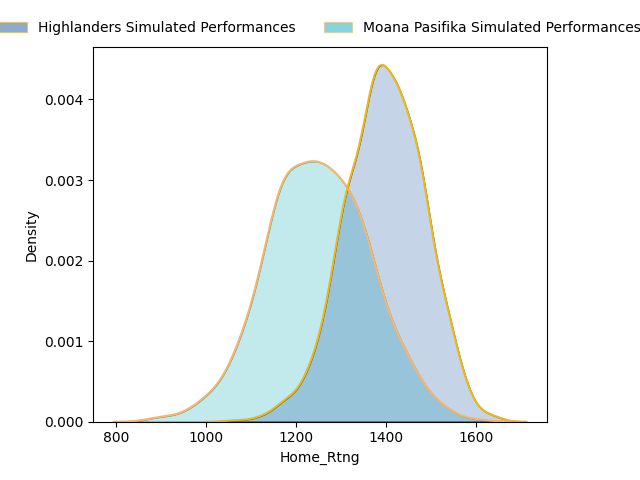 Highlanders Simulated Performances
Moana Pasifika Simulated Performances
0.004
0.003
0.002
0.001
0.000
Density
800
1000
1200
1400
1600
Home_Rtng